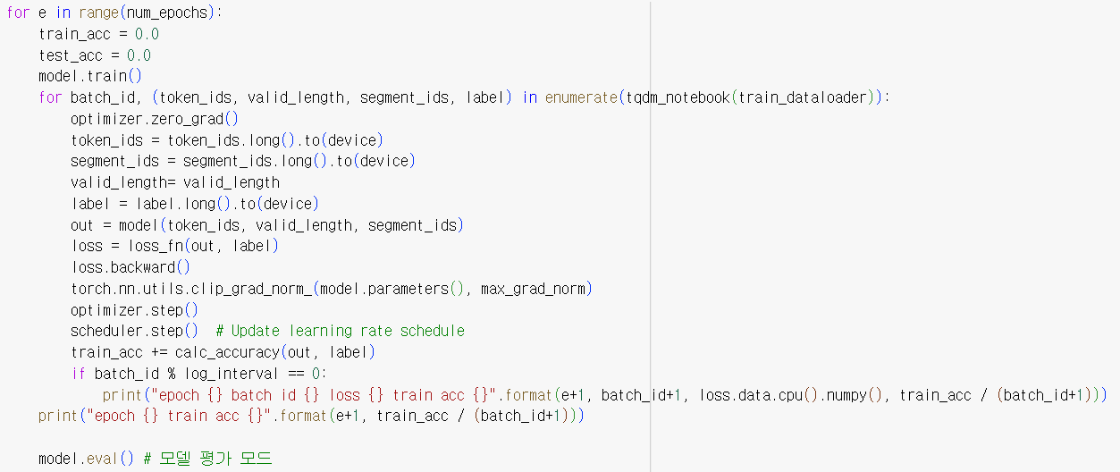 for e in range(num_epochs):
    train_acc = 0.0
    test_acc = 0.0
    model.train()
    for batch_id, (token_ids, valid_length, segment_ids, label) in enumerate(tqdm_notebook(train_dataloader)):
        optimizer.zero_grad()
        token_ids = token_ids.long().to(device)
        segment_ids = segment_ids.long().to(device)
        valid_length= valid_length
        label = label.long().to(device)
        out = model(token_ids, valid_length, segment_ids)
        loss = loss_fn(out, label)
        loss.backward()
        torch.nn.utils.clip_grad_norm_(model.parameters(), max_grad_norm)
        optimizer.step()
        scheduler.step()  # Update learning rate schedule
        train_acc += calc_accuracy(out, label)
        if batch_id % log_interval == 0:
            print("epoch {} batch id {} loss {} train acc {}".format(e+1, batch_id+1, loss.data.cpu().numpy(), train_acc / (batch_id+1)))
    print("epoch {} train acc {}".format(e+1, train_acc / (batch_id+1)))
    model.eval() # 모델 평가 모드